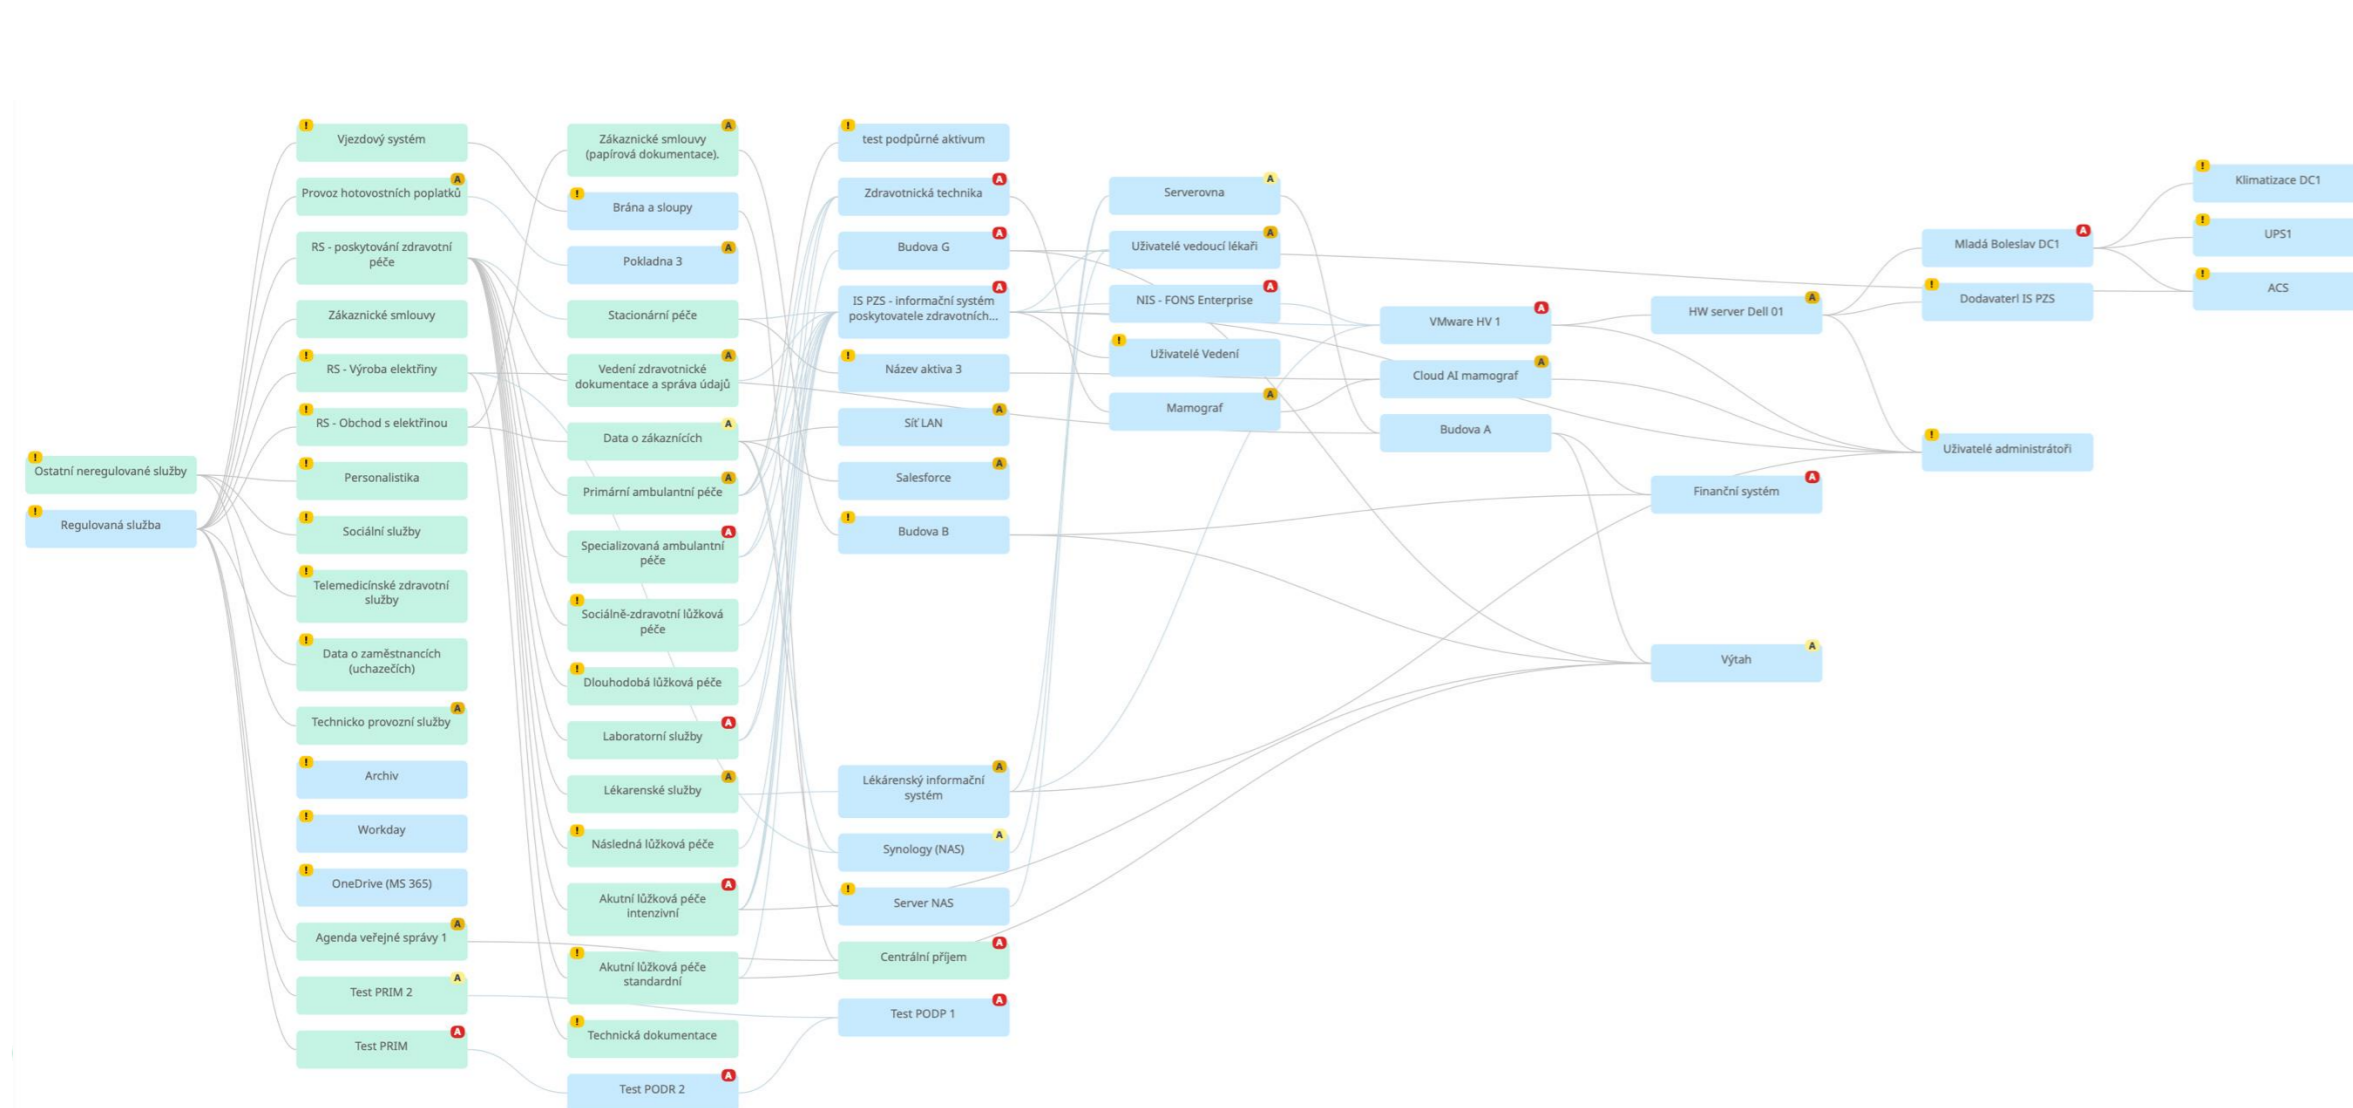 Ostatní neregulované služby
Regulovaná služba
Vjezdový systém
Provoz hotovostních poplatků
RS - poskytování zdravotní
péče
Zákaznické smlouvy
RS - Výroba elektřiny
RS - Obchod s elektřinou
Personalistika
Sociální služby
Telemedicínské zdravotní
služby
Data o zaměstnancích
(uchazečích)
Technicko provozní služby
Archiv
Workday
OneDrive (MS 365)
Agenda veřejné správy 1
Test PRIM 2
Test PRIM
Zákaznické smlouvy
(papírová dokumentace).
Brána a sloupy
Pokladna 3
Stacionární péče
Vedení zdravotnické
dokumentace a správa údajů
Data o zákaznících
Primární ambulantní péče
Specializovaná ambulantní
péče
Sociálně-zdravotní lůžková
péče
Dlouhodobá lůžková péče
Laboratorní služby
Lékarenské služby
Následná lůžková péče
Akutní lůžková péče
intenzivní
Akutní lůžková péče
standardní
Technická dokumentace
Test PODR 2
test podpůrné aktivum
Zdravotnická technika
Budova G
IS PZS - informační systém
poskytovatele zdravotních...
Název aktiva 3
Síť LAN
Salesforce
Budova B
Lékárenský informační
systém
Synology (NAS)
Server NAS
Centrální příjem
Test PODP 1
Serverovna
Uživatelé vedoucí lékaři
NIS - FONS Enterprise
Uživatelé Vedení
Mamograf
VMware HV 1
Cloud AI mamograf
Budova A
HW server Dell 01
Finanční systém
Výtah
Mladá Boleslav DC1
Dodavaterl IS PZS
Uživatelé administrátoři
Klimatizace DC1
UPS1
ACS